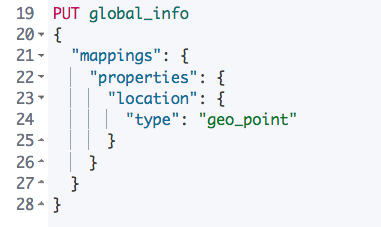 19 PUT global_info
20 {
21 "mappings": {
22 "properties": {
23 "location": {
24 "type": "geo_point"
25 }
26 }
27 }
28 }